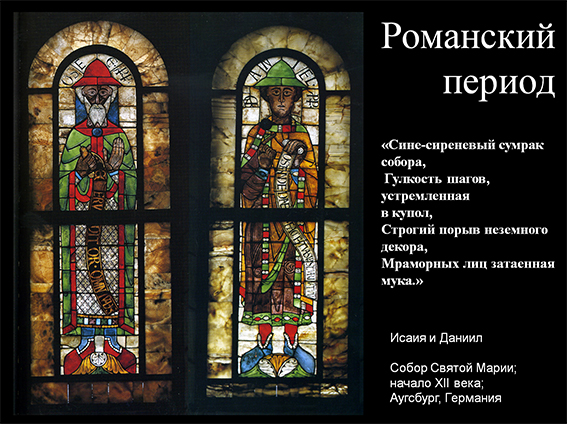 Романский
период
«Сине-сиреневый сумрак
собора,
Гулкость шагов,
устремленная
в купол,
Строгий порыв неземного
декора,
Мраморных лиц затаенная
мука.»
Исаия и Даниил
Собор Святой Марии;
начало XII века;
Аугсбург, Германия